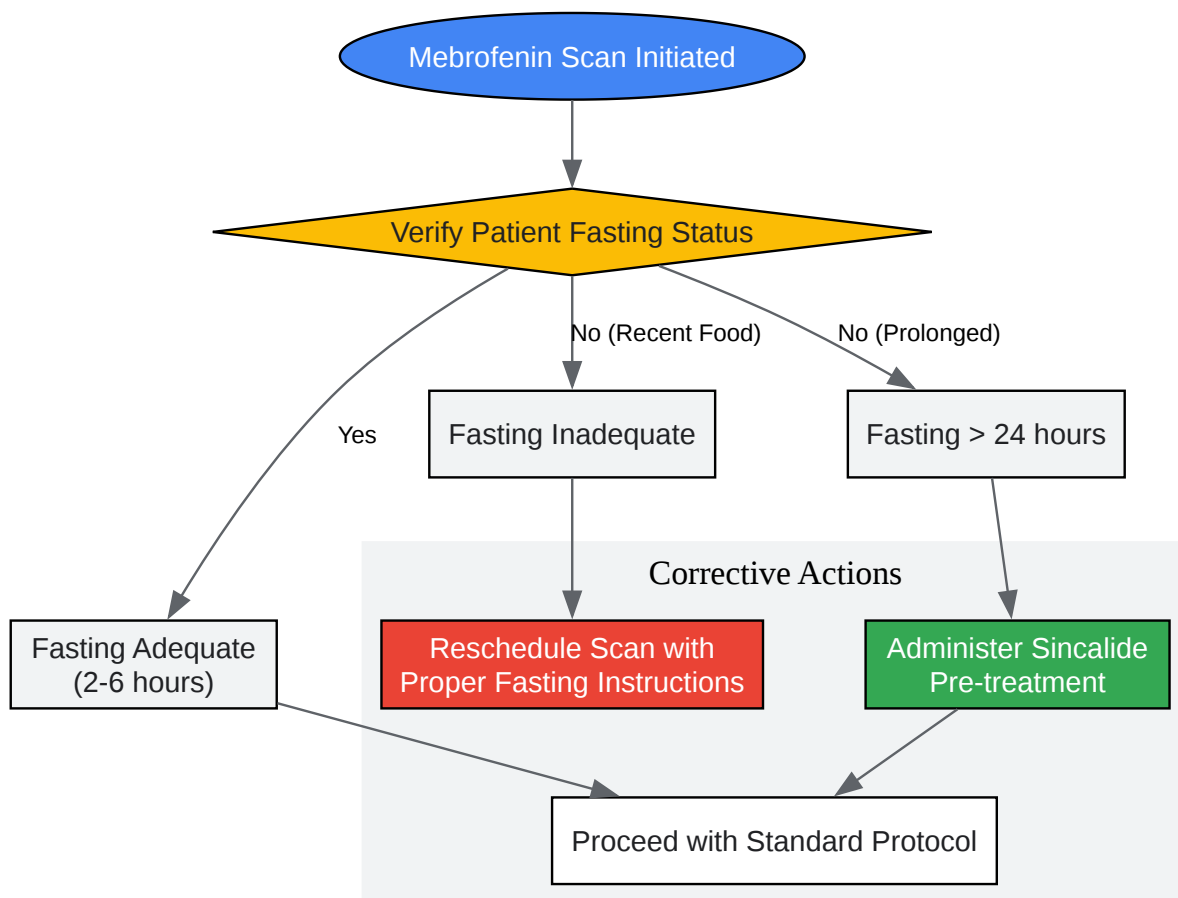 Mebrofenin Scan Initiated
Verify Patient Fasting Status
No (Recent Food)
No (Prolonged)
Yes
Fasting Inadequate
Fasting > 24 hours
Corrective Actions
Fasting Adequate
(2-6 hours)
Reschedule Scan with
Proper Fasting Instructions
Administer Sincalide
Pre-treatment
Proceed with Standard Protocol